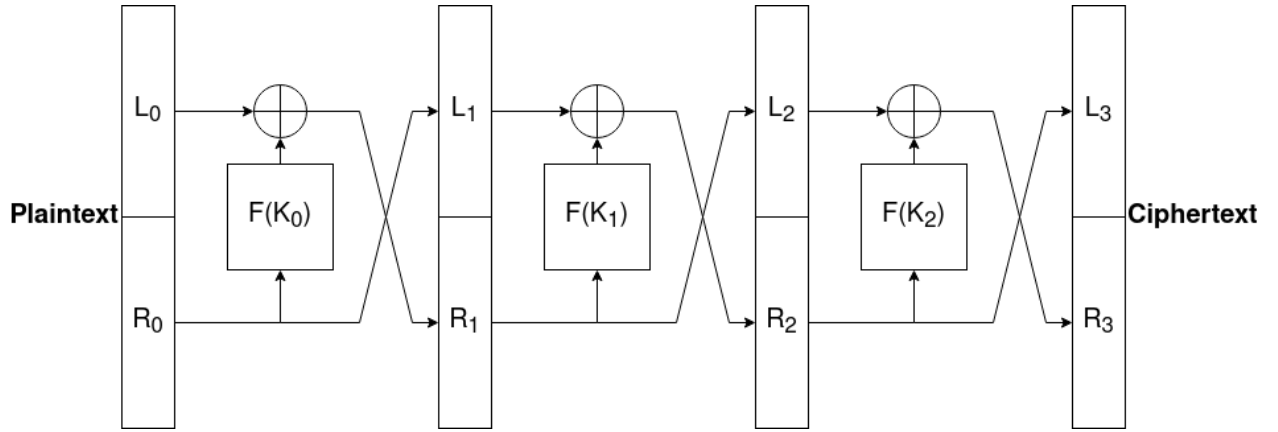 L₀
L₁
L₂
L₃
Plaintext
F(K₀)
F(K₁)
F(K₂)
Ciphertext
R₀
R₁
R₂
R₃